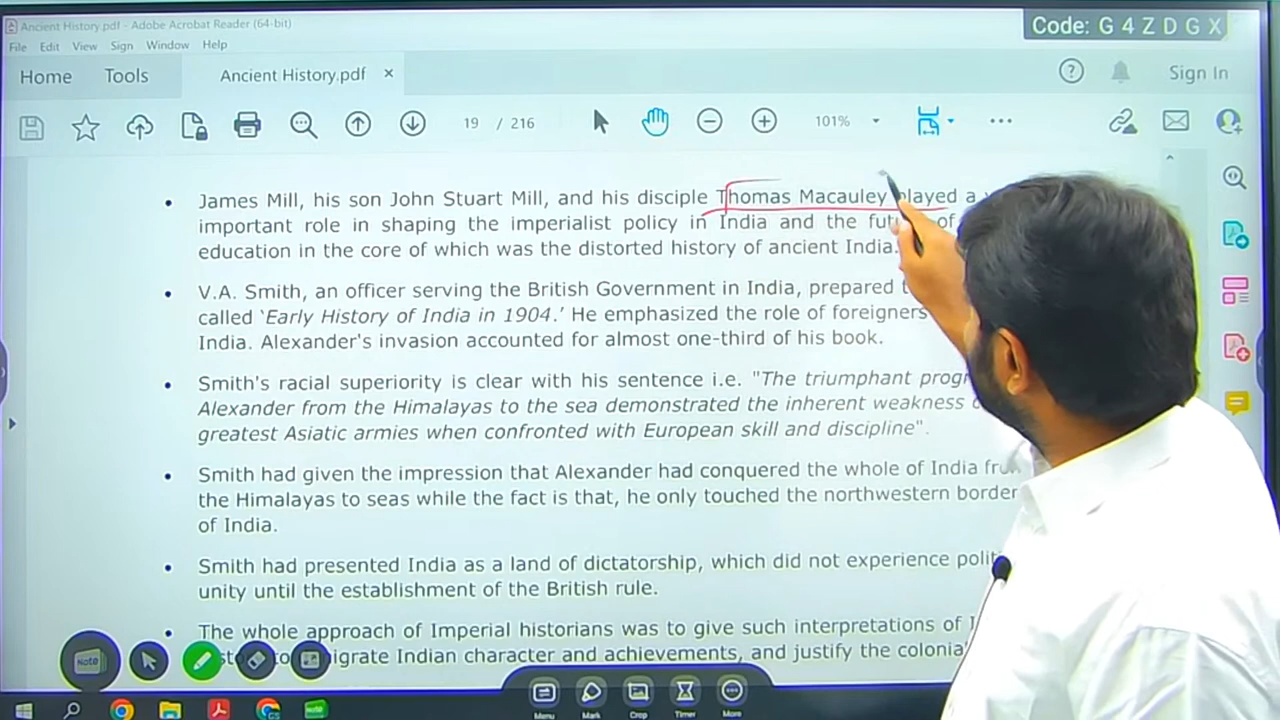 Ancient History.pdf - Adobe Acrobat Reader (64-bit)
Code: G 4 Z D G X
File Edit View Sign Window Help
Home Tools Ancient History.pdf × Sign In
19 / 216 101%
• James Mill, his son John Stuart Mill, and his disciple Thomas Macauley played a
important role in shaping the imperialist policy in India and the of
education in the core of which was the distorted history of ancient India.
• V.A. Smith, an officer serving the British Government in India, prepared
called ‘Early History of India in 1904.’ He emphasized the role of foreigners
India. Alexander's invasion accounted for almost one-third of his book.
• Smith's racial superiority is clear with his sentence i.e. "The triumphant
Alexander from the Himalayas to the sea demonstrated the inherent weakness
greatest Asiatic armies when confronted with European skill and discipline".
• Smith had given the impression that Alexander had conquered the whole of India
the Himalayas to seas while the fact is that, he only touched the northwestern border
of India.
• Smith had presented India as a land of dictatorship, which did not experience
unity until the establishment of the British rule.
• The whole approach of Imperial historians was to give such interpretations of
Indian character and achievements, and justify the
Note
Menu Mark Crop Timer More